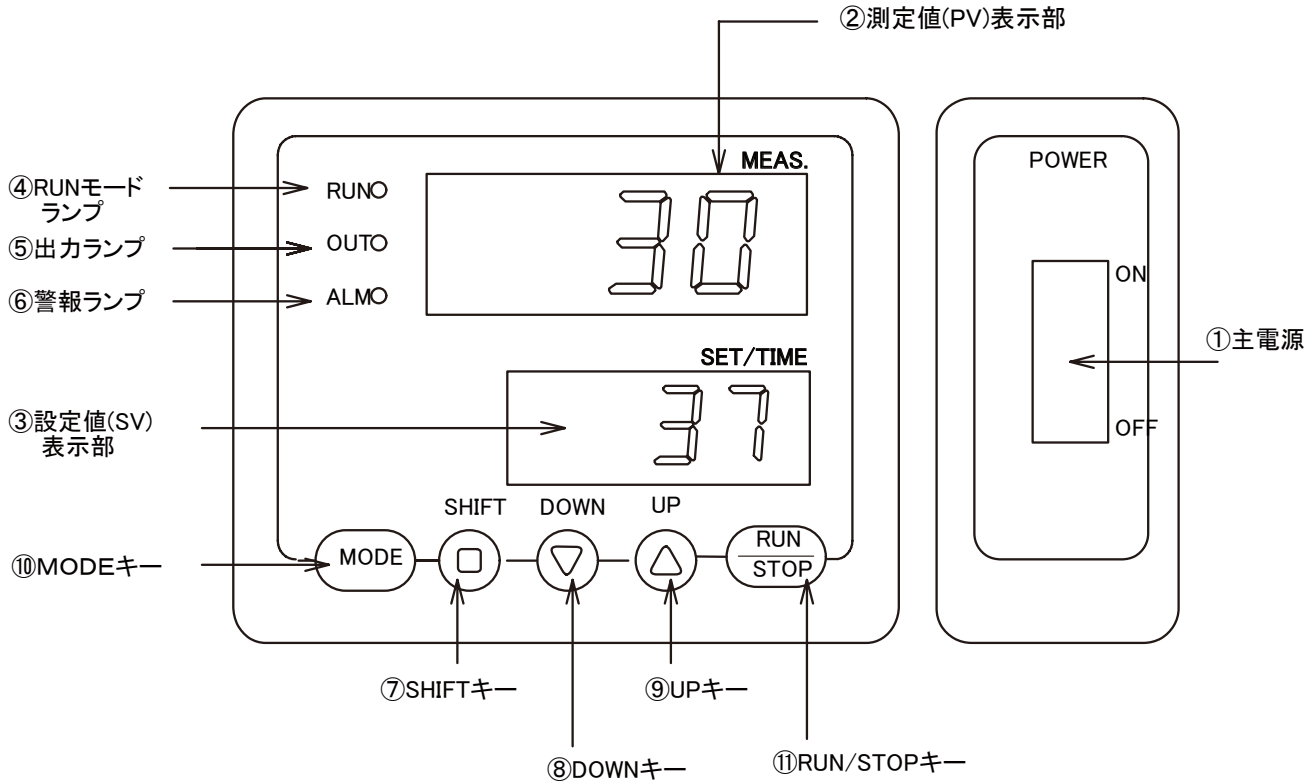 ②測定値(PV)表示部
MEAS.
POWER
④RUNモード
ランプ
RUN
30
⑤出力ランプ
OUT
ON
⑥警報ランプ
ALM
①主電源
SET/TIME
③設定値(SV)
表示部
37
OFF
SHIFT DOWN UP
⑩MODEキー
MODE
RUN
STOP
⑦SHIFTキー
⑨UPキー
⑧DOWNキー
⑪RUN/STOPキー